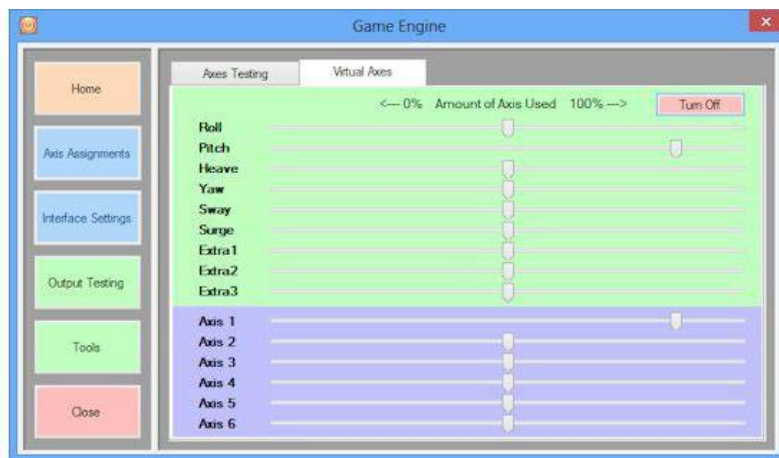 Game Engine
Home
Axis Assignments
Interface Settings
Output Testing
Tools
Close
Axes Testing
Virtual Axes
<--- 0% Amount of Axis Used 100% --->
Turn Off
Roll
Pitch
Heave
Yaw
Sway
Surge
Extra1
Extra2
Extra3
Axis 1
Axis 2
Axis 3
Axis 4
Axis 5
Axis 6